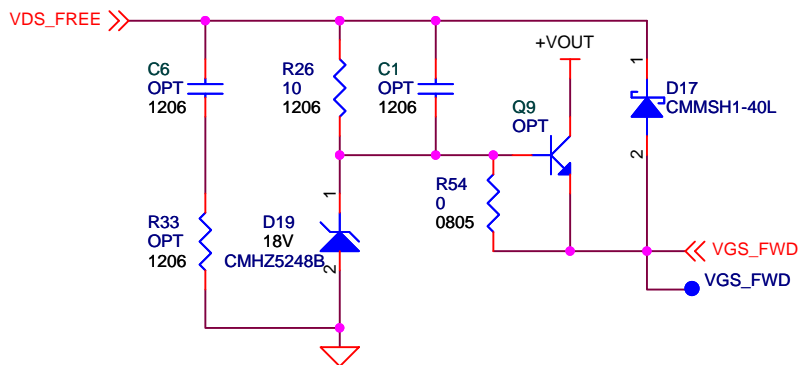 VDS_FREE
+VOUT
C6
OPT
1206
R26
10
1206
C1
OPT
1206
Q9
OPT
1
D17
CMMSH1-40L
2
R54
0
0805
R33
OPT
1206
1
D19
18V
CMHZ5248B
2
VGS_FWD
VGS_FWD